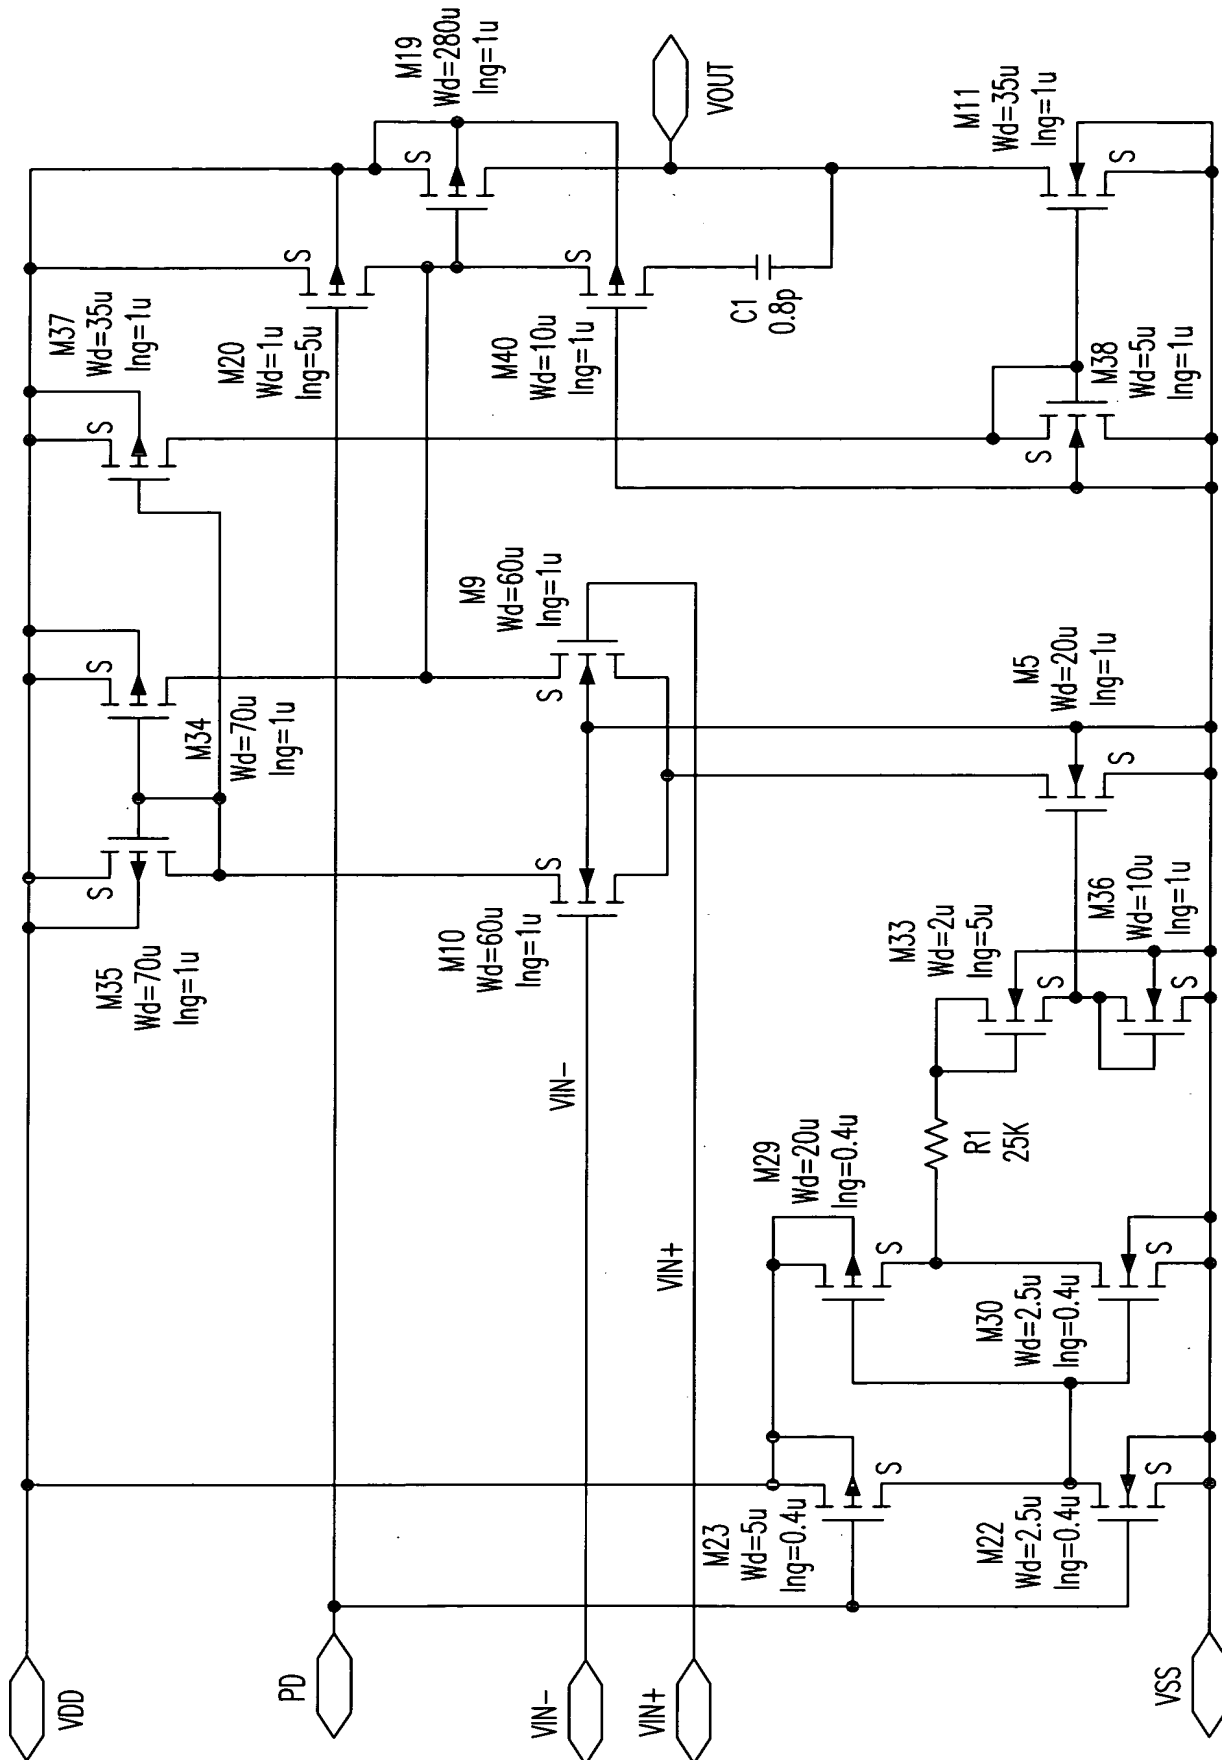 VDD
PD
VIN-
VIN+
VSS
M23
Wd=5u
lng=0.4u
S
M22
Wd=2.5u
lng=0.4u
S
M29
Wd=20u
lng=0.4u
S
M30
Wd=2.5u
lng=0.4u
S
VIN+
VIN-
R1
25K
M33
Wd=2u
lng=5u
S
M36
Wd=10u
lng=1u
S
M35
Wd=70u
lng=1u
S
M10
Wd=60u
lng=1u
S
M34
Wd=70u
lng=1u
S
M9
Wd=60u
lng=1u
S
M5
Wd=20u
lng=1u
S
M37
Wd=35u
lng=1u
S
M20
Wd=1u
lng=5u
S
M40
Wd=10u
lng=1u
S
C1
0.8p
M38
Wd=5u
lng=1u
S
M19
Wd=280u
lng=1u
S
VOUT
M11
Wd=35u
lng=1u
S